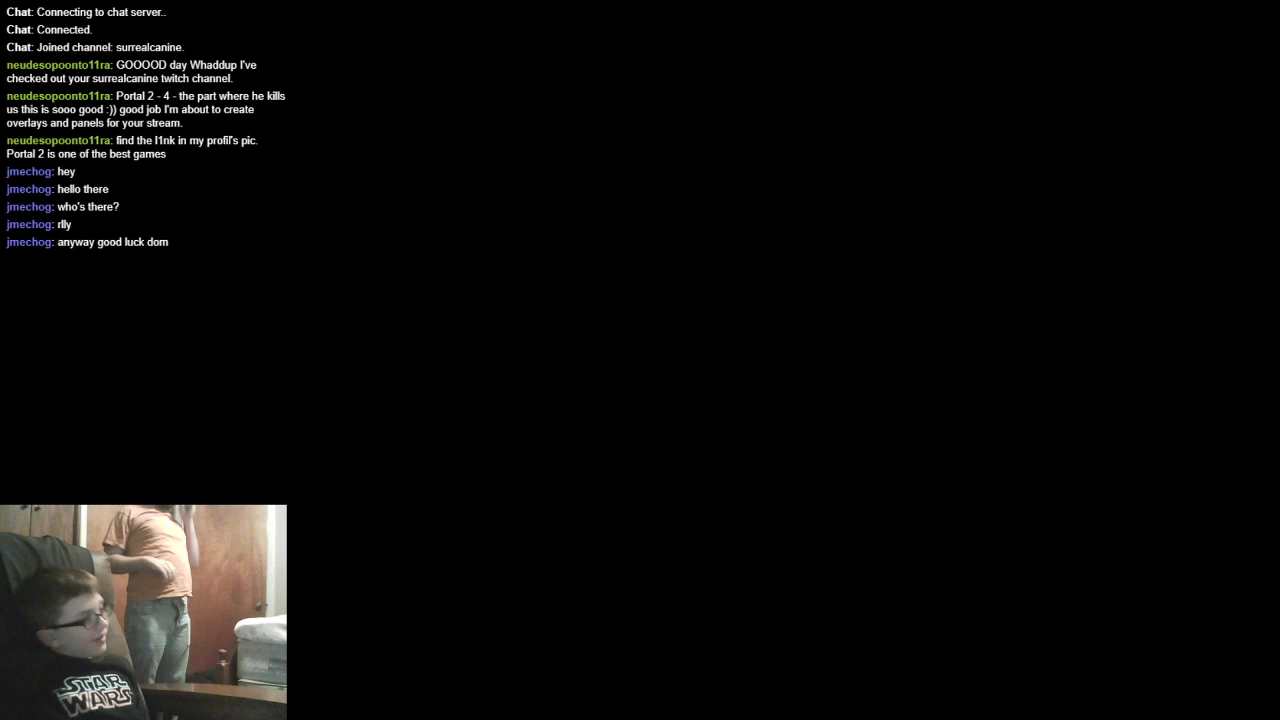 Chat: Connecting to chat server..
Chat: Connected.
Chat: Joined channel: surrealcanine.
neudesopoonto11ra: GOOOOD day Whaddup I've
checked out your surrealcanine twitch channel.
neudesopoonto11ra: Portal 2 - 4 - the part where he kills
us this is sooo good :)) good job I'm about to create
overlays and panels for your stream.
neudesopoonto11ra: find the l1nk in my profil's pic.
Portal 2 is one of the best games
jmechog: hey
jmechog: hello there
jmechog: who's there?
jmechog: rlly
jmechog: anyway good luck dom
STAR
WARS